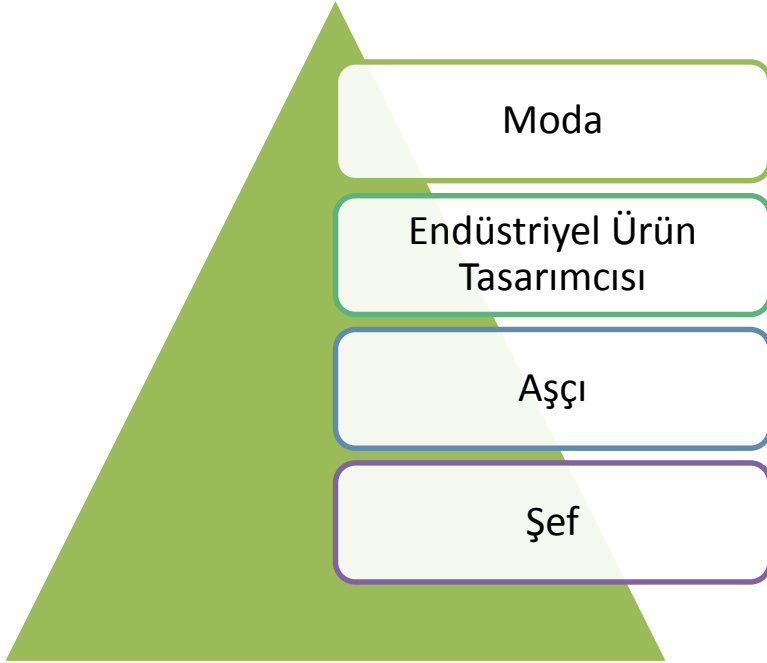 Moda
Endüstriyel Ürün
Tasarımcısı
Aşçı
Şef